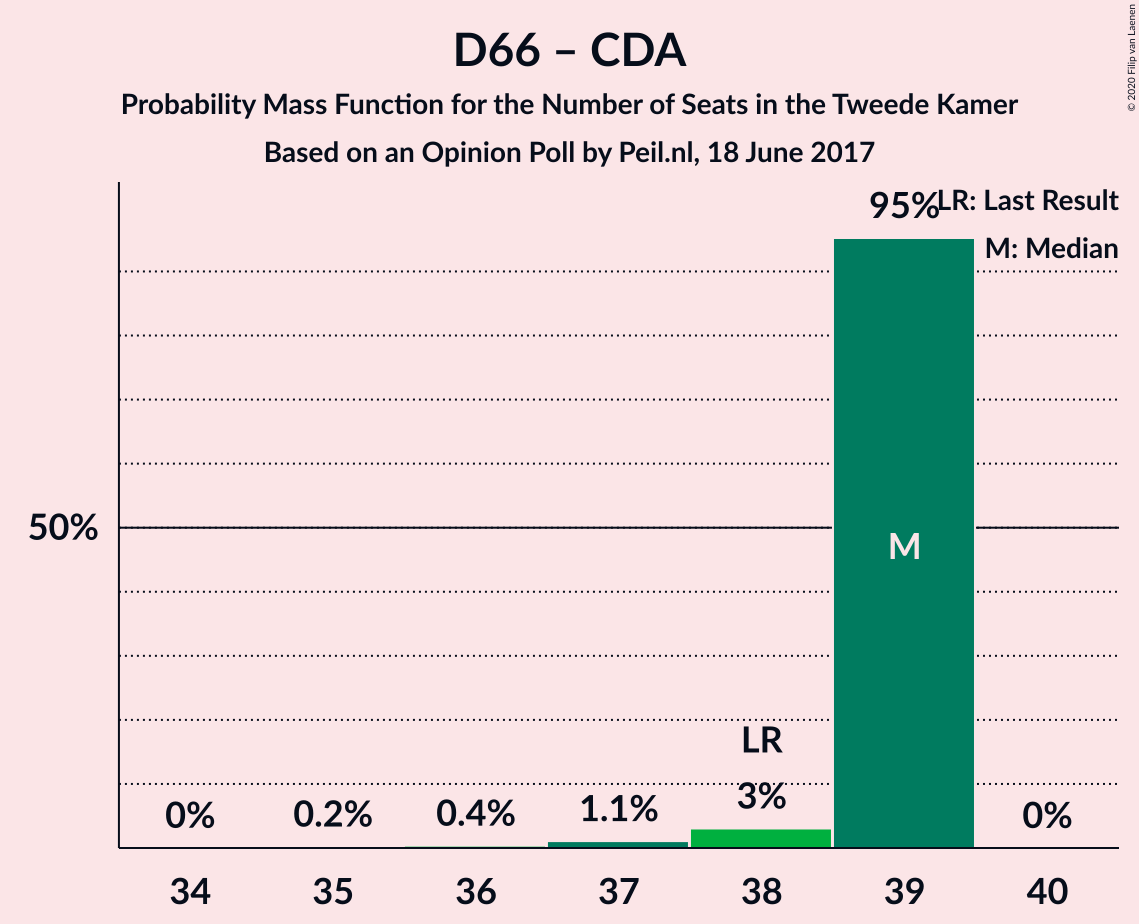 D66 – CDA
Probability Mass Function for the Number of Seats in the Tweede Kamer
Based on an Opinion Poll by Peil.nl, 18 June 2017
© 2020 Filip van Laenen
LR: Last Result
M: Median
95%
50%
M
LR
0%
0.2%
0.4%
1.1%
3%
0%
34
35
36
37
38
39
40